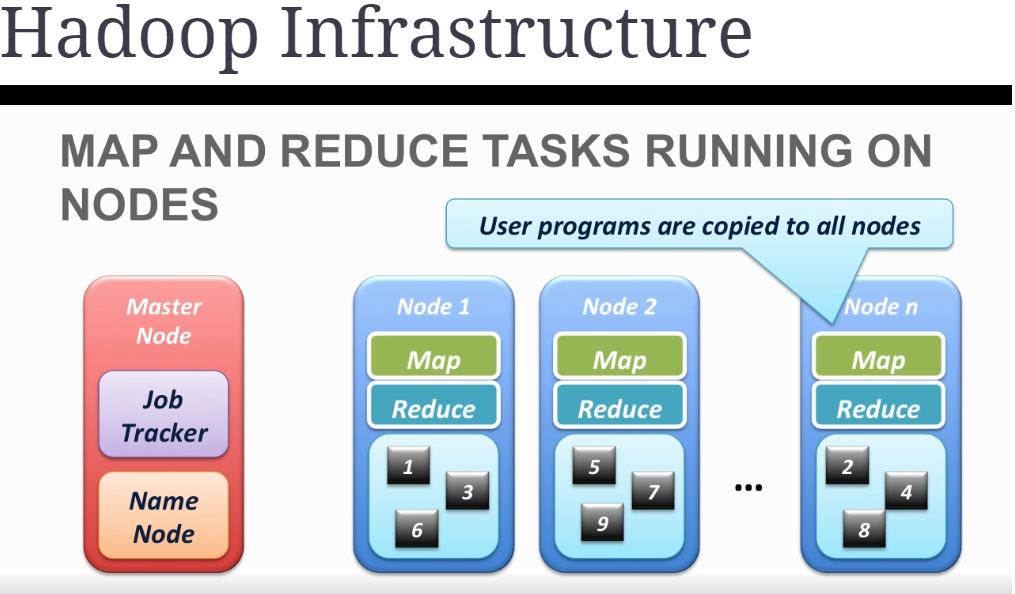 Hadoop Infrastructure
MAP AND REDUCE TASKS RUNNING ON
NODES
User programs are copied to all nodes
Master
Node
Job
Tracker
Name
Node
Node 1
Map
Reduce
1
3
6
Node 2
Map
Reduce
5
7
9
...
Node n
Map
Reduce
2
4
8